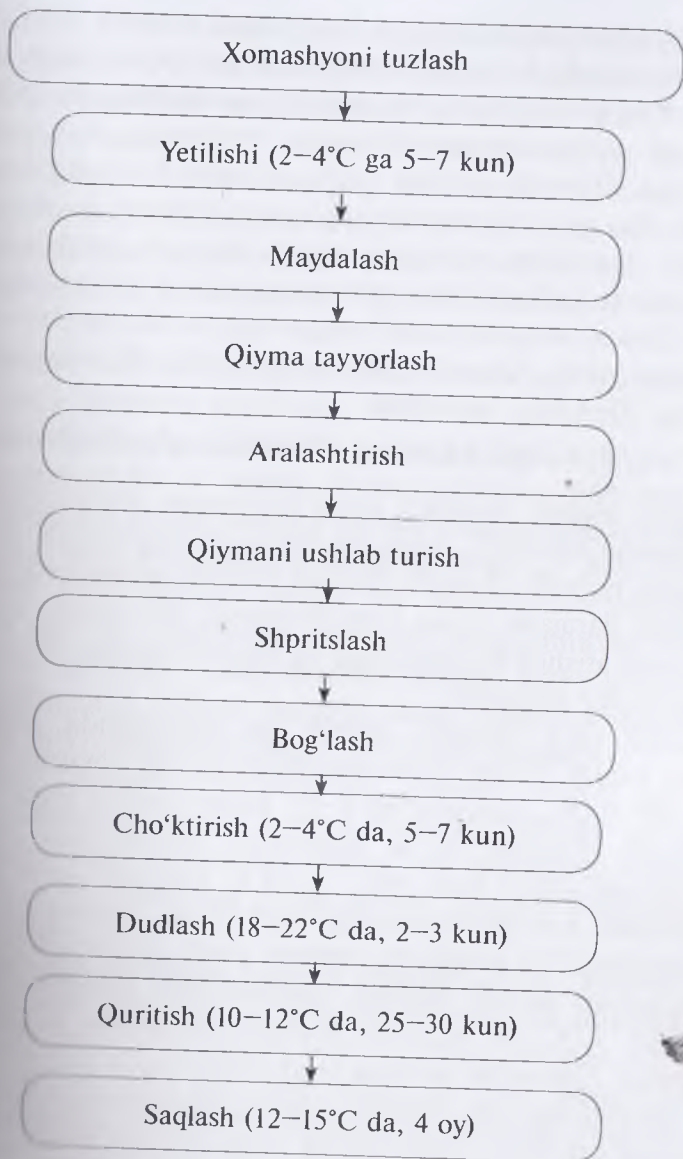 Xomashyoni tuzlash
Yetilishi (2–4°C ga 5–7 kun)
Maydalash
Qiyma tayyorlash
Aralashtirish
Qiymani ushlab turish
Shpritslash
Bog‘lash
Cho‘ktirish (2–4°C da, 5–7 kun)
Dudlash (18–22°C da, 2–3 kun)
Quritish (10–12°C da, 25–30 kun)
Saqlash (12–15°C da, 4 oy)